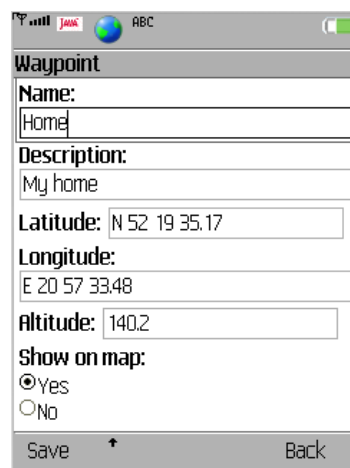 JAVA ABC
Waypoint
Name:
Home
Description:
My home
Latitude: N 52 19 35.17
Longitude:
E 20 57 33.48
Altitude: 140.2
Show on map:
Yes
No
Save Back